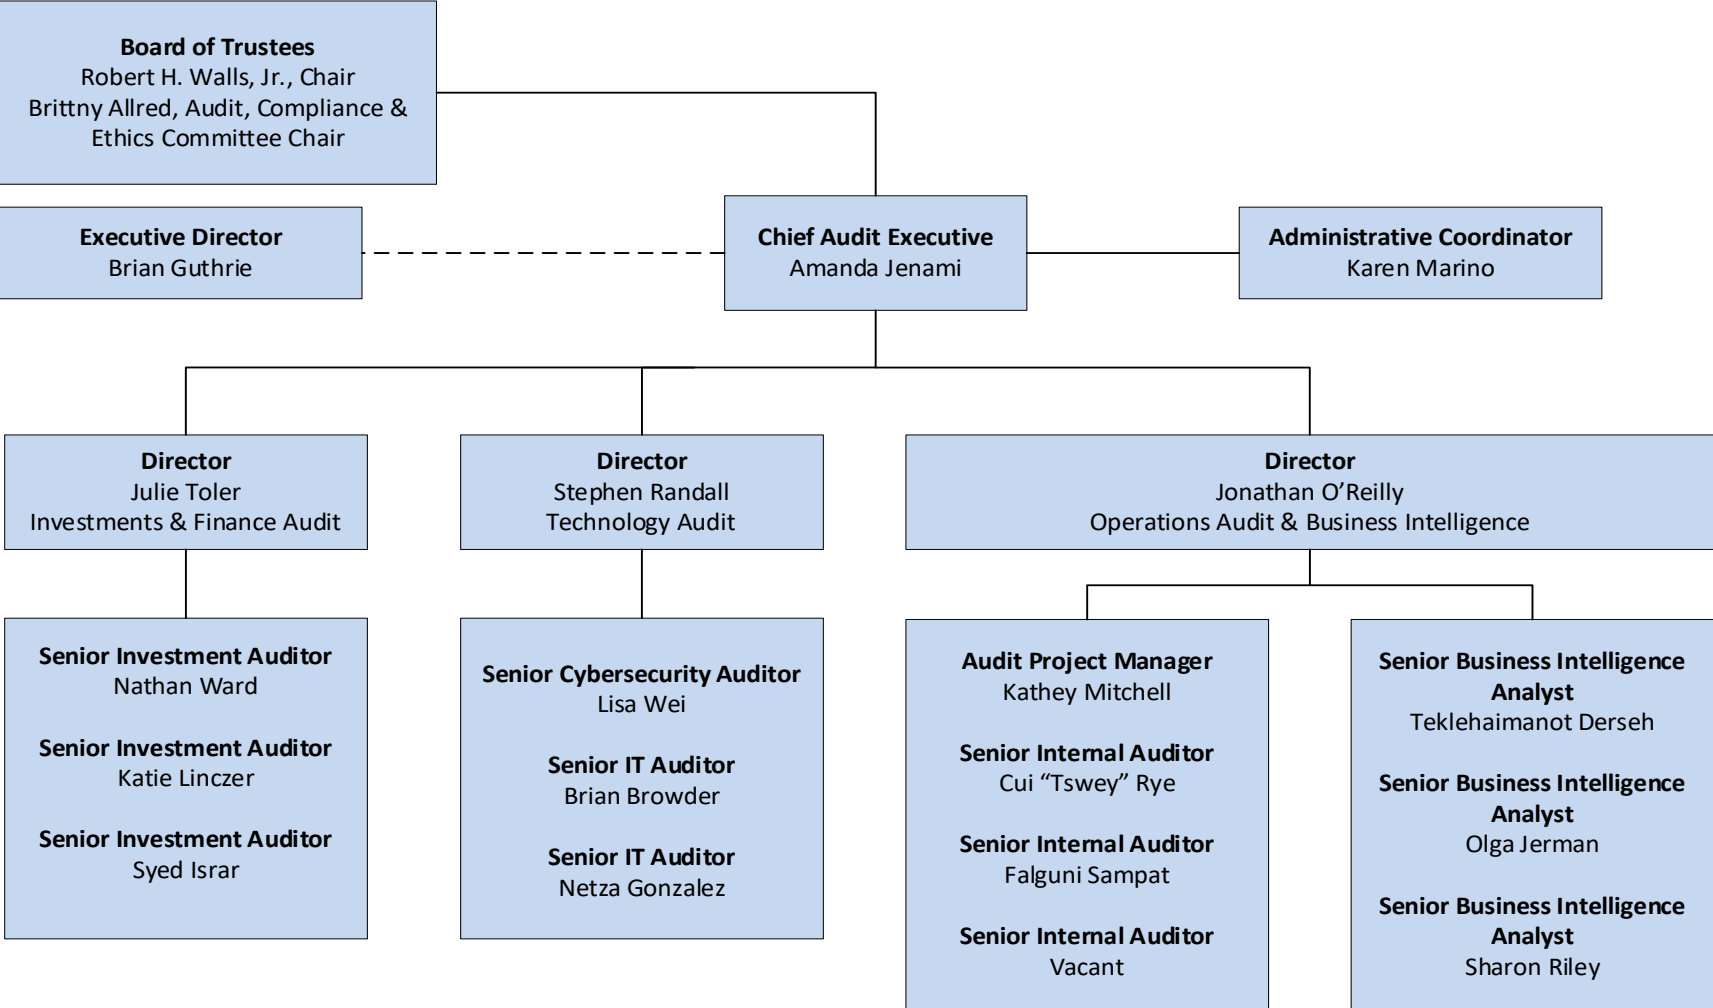 Board of Trustees
Robert H. Walls, Jr., Chair
Brittny Allred, Audit, Compliance &
Ethics Committee Chair
Executive Director
Brian Guthrie
Chief Audit Executive
Amanda Jenami
Administrative Coordinator
Karen Marino
Director
Julie Toler
Investments & Finance Audit
Director
Stephen Randall
Technology Audit
Director
Jonathan O’Reilly
Operations Audit & Business Intelligence
Senior Investment Auditor
Nathan Ward
Senior Investment Auditor
Katie Linczer
Senior Investment Auditor
Syed Israr
Senior Cybersecurity Auditor
Lisa Wei
Senior IT Auditor
Brian Browder
Senior IT Auditor
Netza Gonzalez
Audit Project Manager
Kathey Mitchell
Senior Internal Auditor
Cui “Tswey” Rye
Senior Internal Auditor
Falguni Sampat
Senior Internal Auditor
Vacant
Senior Business Intelligence
Analyst
Teklehaimanot Derseh
Senior Business Intelligence
Analyst
Olga Jerman
Senior Business Intelligence
Analyst
Sharon Riley